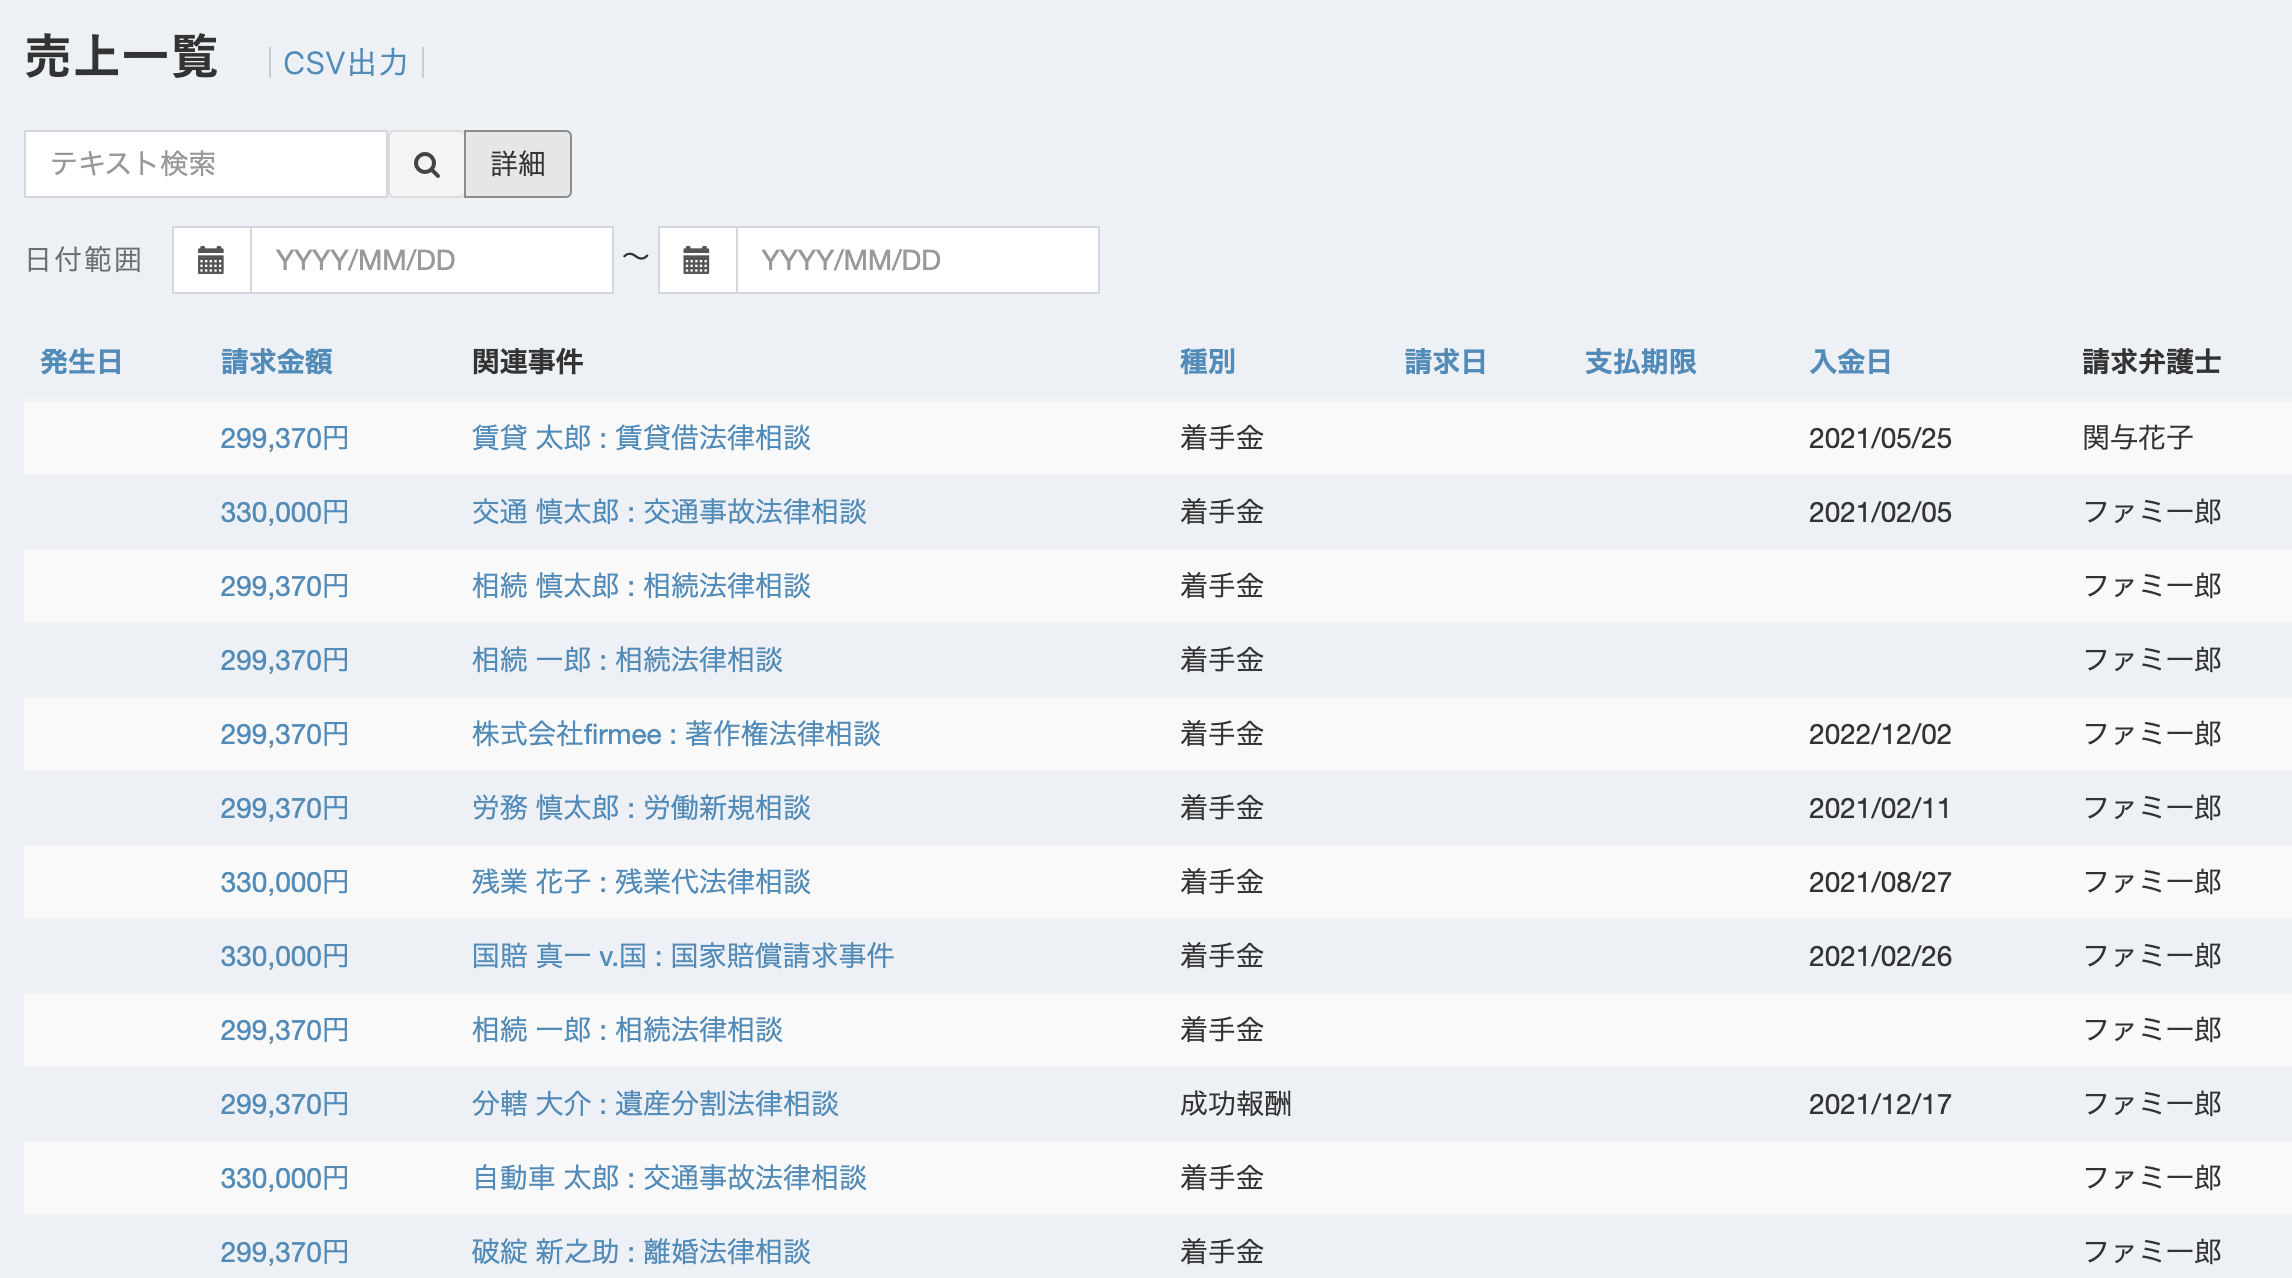 売上一覧 | CSV出力 |
テキスト検索 詳細
日付範囲 YYYY/MM/DD ～ YYYY/MM/DD
発生日 請求金額 関連事件 種別 請求日 支払期限 入金日 請求弁護士
299,370円 賃貸 太郎 : 賃貸借法律相談 着手金 2021/05/25 関与花子
330,000円 交通 慎太郎 : 交通事故法律相談 着手金 2021/02/05 ファミ一郎
299,370円 相続 慎太郎 : 相続法律相談 着手金 ファミ一郎
299,370円 相続 一郎 : 相続法律相談 着手金 ファミ一郎
299,370円 株式会社firmee : 著作権法律相談 着手金 2022/12/02 ファミ一郎
299,370円 労務 慎太郎 : 労働新規相談 着手金 2021/02/11 ファミ一郎
330,000円 残業 花子 : 残業代法律相談 着手金 2021/08/27 ファミ一郎
330,000円 国賠 真一 v.国 : 国家賠償請求事件 着手金 2021/02/26 ファミ一郎
299,370円 相続 一郎 : 相続法律相談 着手金 ファミ一郎
299,370円 分轄 大介 : 遺産分割法律相談 成功報酬 2021/12/17 ファミ一郎
330,000円 自動車 太郎 : 交通事故法律相談 着手金 ファミ一郎
299,370円 破綻 新之助 : 離婚法律相談 着手金 ファミ一郎